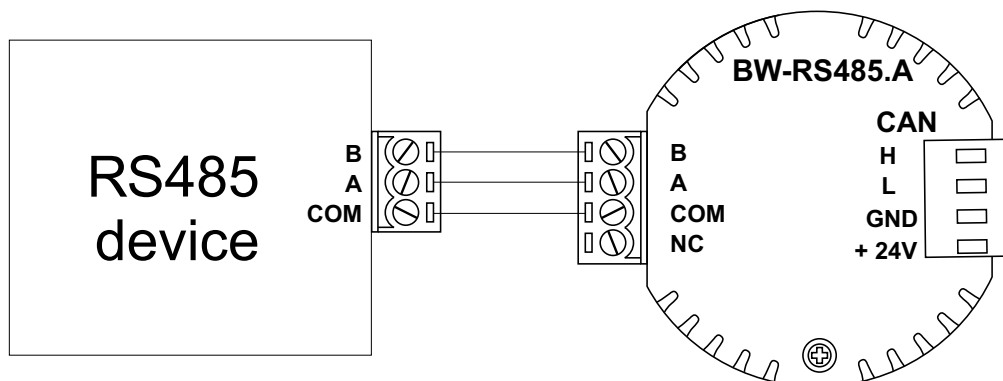 RS485
device
B
A
COM
BW-RS485.A
B
A
COM
NC
CAN
H
L
GND
+ 24V